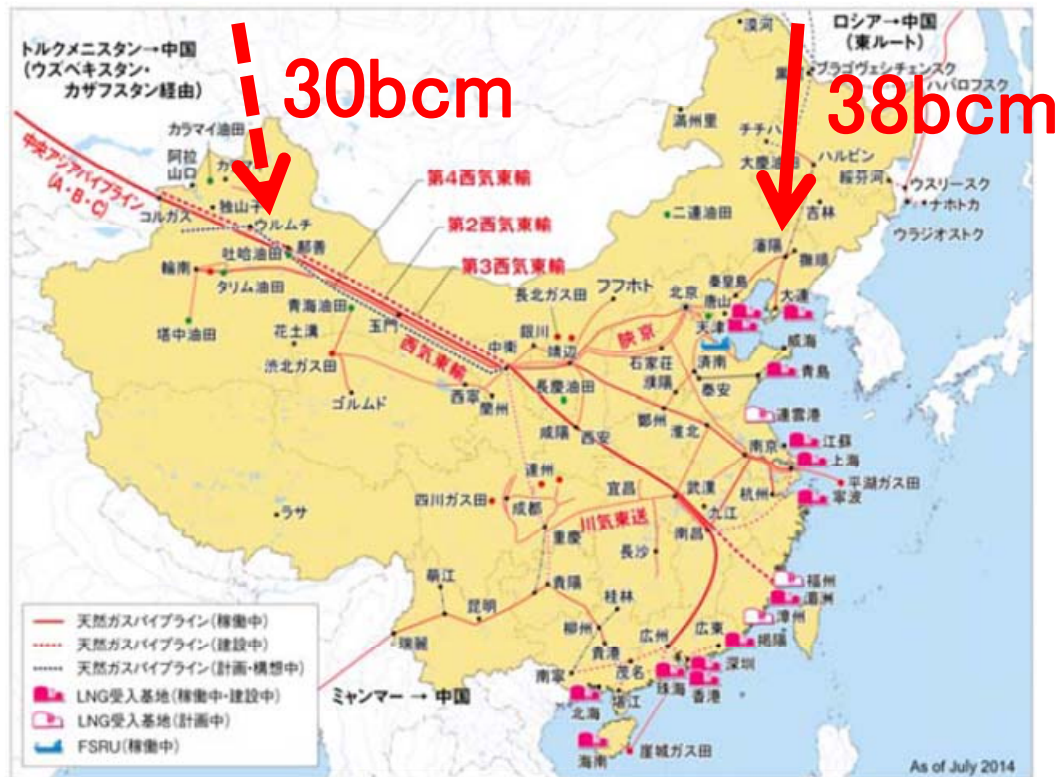 トルクメニスタン→中国
(ウズベキスタン・
カザフスタン経由)
30bcm
ロシア→中国
(東ルート)
38bcm
漠河
ブラゴヴェシチェンスク
ハバロフスク
満州里
チチハ
大慶油田
ハルビン
綏芬河
ウスリースク
ナホトカ
ウラジオストク
吉林
二連油田
瀋陽
撫順
カラマイ油田
阿拉
山口
中央アジアパイプライン
(A・B・C)
コルガス
独山子
ウルムチ
吐哈油田
鄯善
輪南
タリム油田
塔中油田
第4西気東輸
第2西気東輸
第3西気東輸
西気東輸
青海油田
玉門
花土溝
渋北ガス田
ゴルムド
西寧
蘭州
中衛
銀川
長北ガス田
フフホト
靖辺
陝京
北京
秦皇島
唐山
天津
大連
威海
石家荘
済南
濮陽
泰安
青島
長慶油田
鄭州
淮北
連雲港
咸陽
西安
南京
江蘇
上海
平湖ガス田
杭州
寧波
達州
四川ガス田
成都
宜昌
武漢
九江
南昌
川気東送
重慶
長沙
ラサ
福州
湄洲
漳州
貴陽
桂林
昆明
瑞麗
柳州
貴港
広州
広東
掲陽
深圳
珠海
香港
南寧
茂名
北海
海南
崖城ガス田
ミャンマー → 中国
天然ガスパイプライン(稼働中)
天然ガスパイプライン(建設中)
天然ガスパイプライン(計画・構想中)
LNG受入基地(稼働中・建設中)
LNG受入基地(計画中)
FSRU(稼働中)
As of July 2014